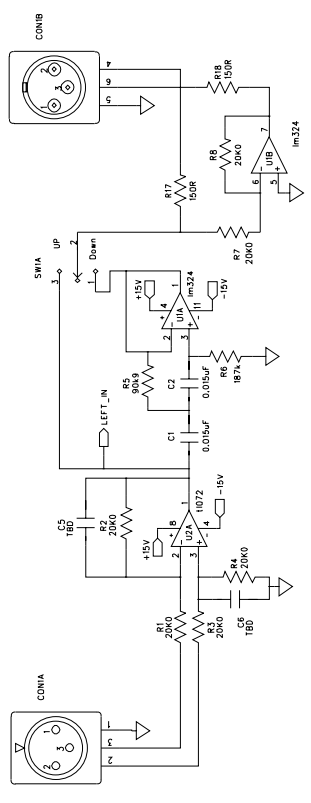 CON1A
1
2
3
1
3
2
R1
20K0
R3
20K0
C5
TBD
R2
20K0
+15V
2
8
+
-
U2A
1
3
+
-
4
-15V
tl072
R4
20K0
C6
TBD
LEFT_IN
C1
0.015uF
C2
0.015uF
R5
90k9
R6
187k
+15V
2
4
+
-
U1A
1
3
+
-
11
-15V
lm324
SW1A
UP
3
2
1
Down
R7
20K0
R17
150R
R8
20K0
6
-
U1B
7
5
+
lm324
R18
150R
CON1B
1
2
3
4
6
5